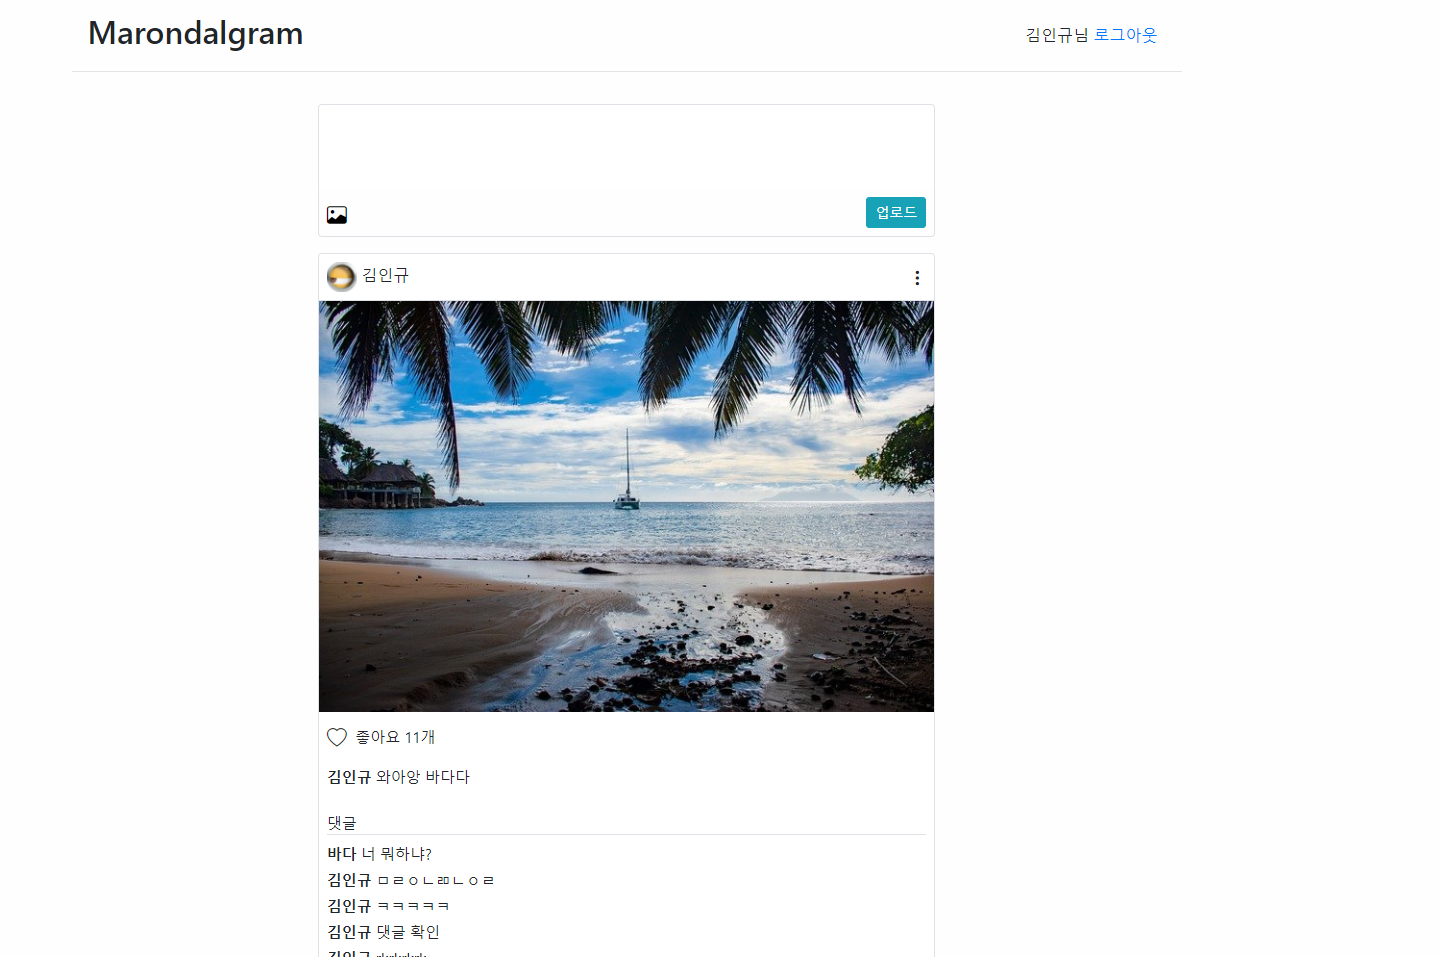 Marondalgram
김인규님 로그아웃
업로드
김인규
좋아요 11개
김인규 와아앙 바다다
댓글
바다 너 뭐하냐?
김인규 ㅋㅋㅋㅋㅋ
김인규 댓글 확인
김인규